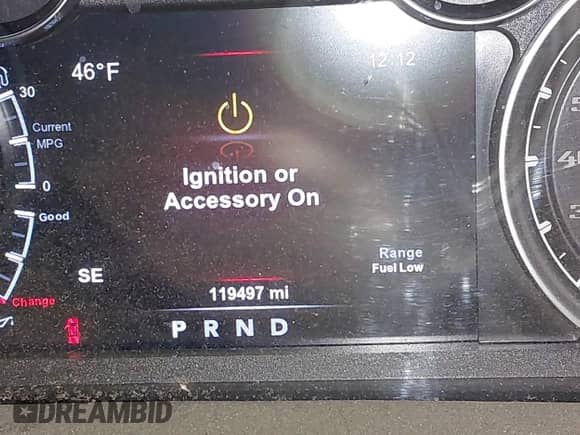 46°F
12:12
30
Current
MPG
0
Good
Ignition or
Accessory On
Range
Fuel Low
SE
Change
119497 mi
P R N D
DREAMBID